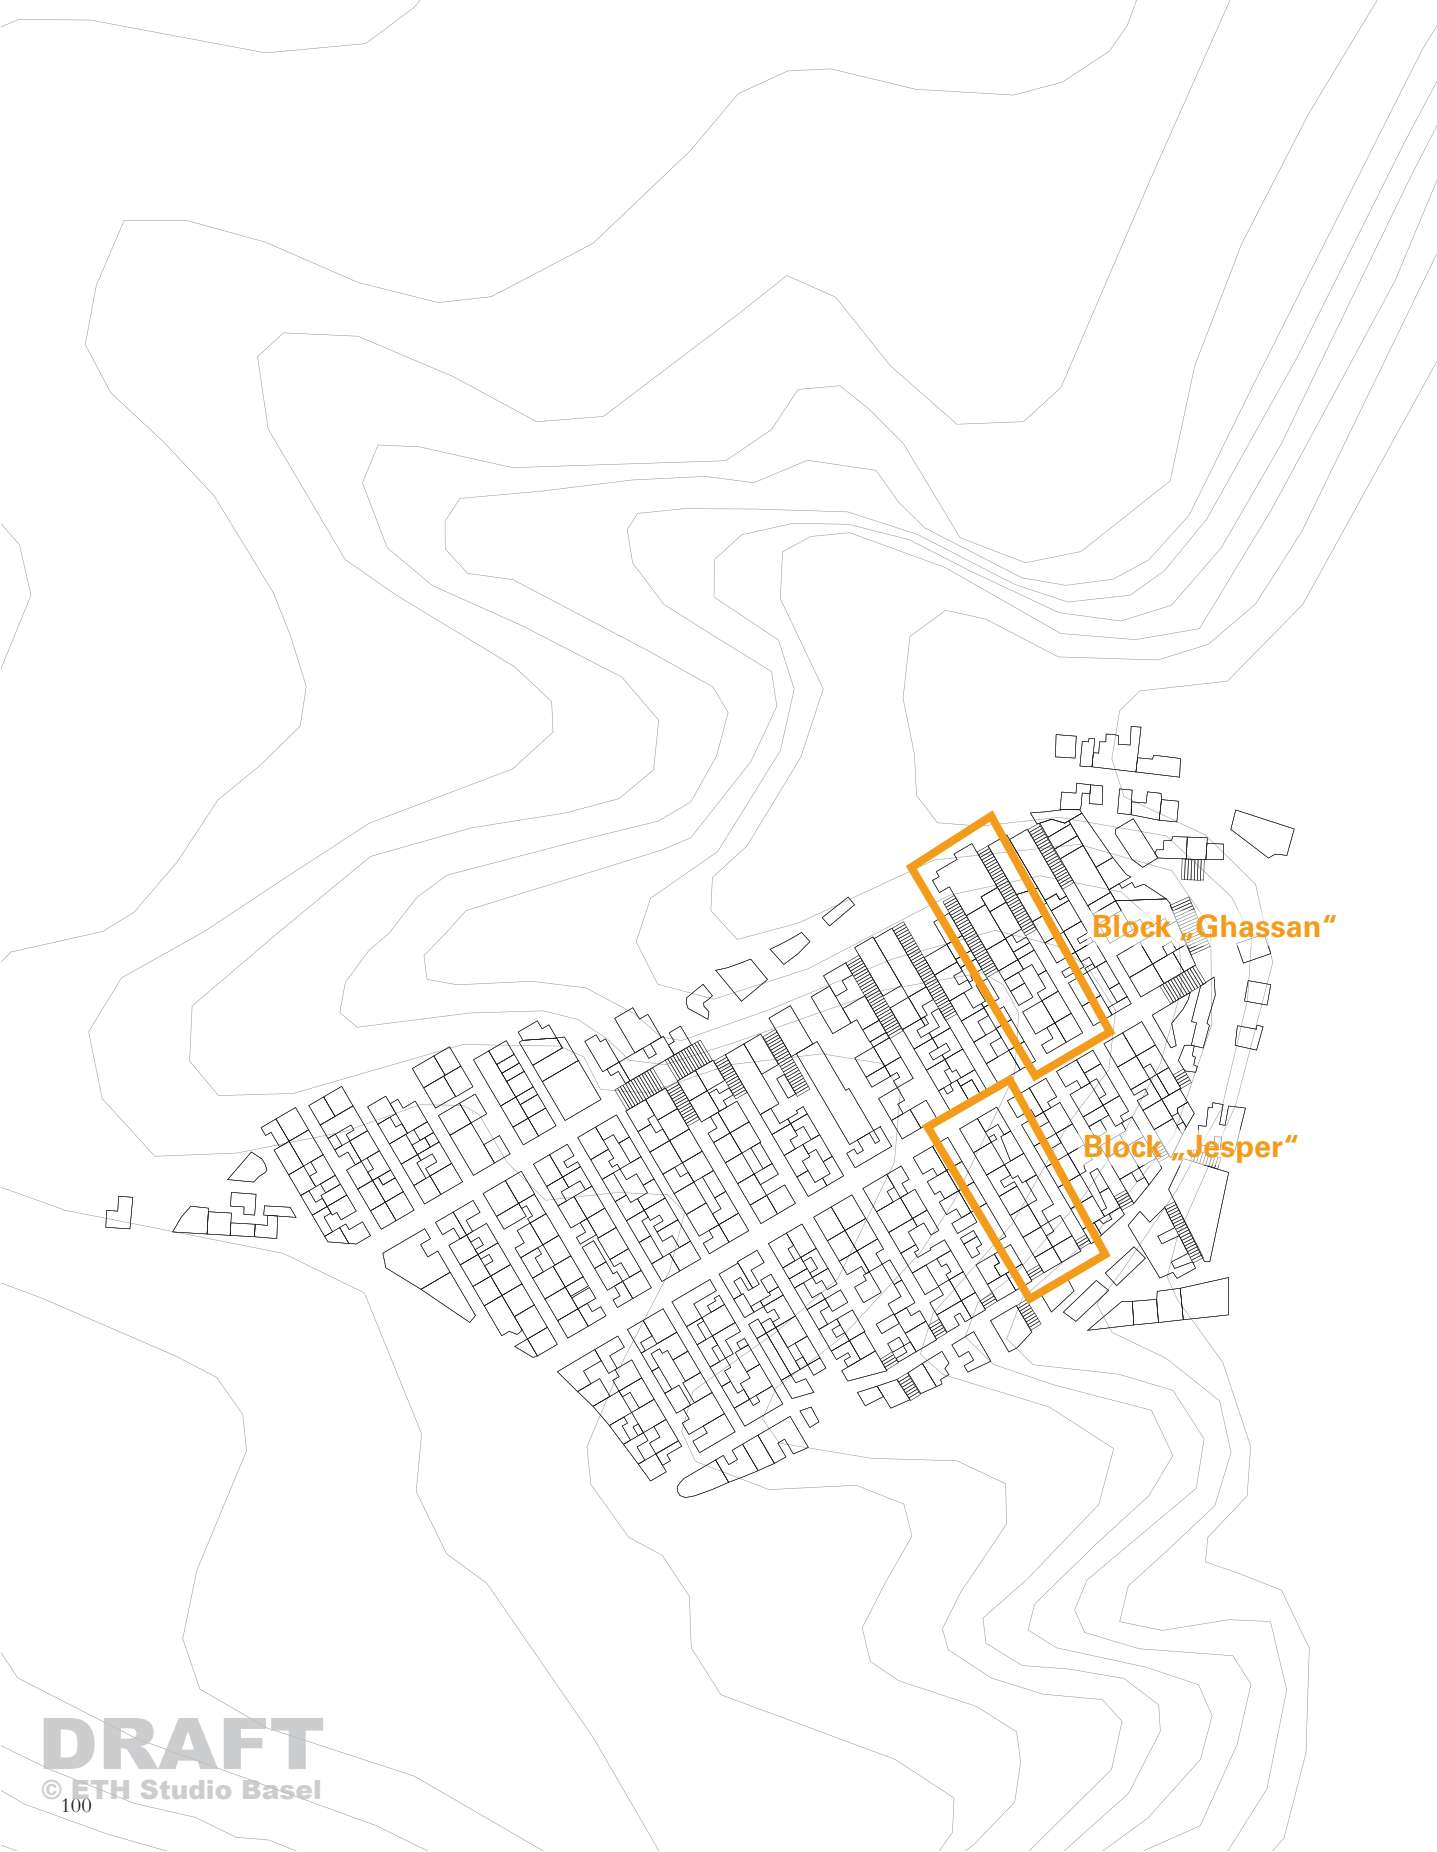 Block „Ghassan“
Block „Jesper“
DRAFT
© ETH Studio Basel
100